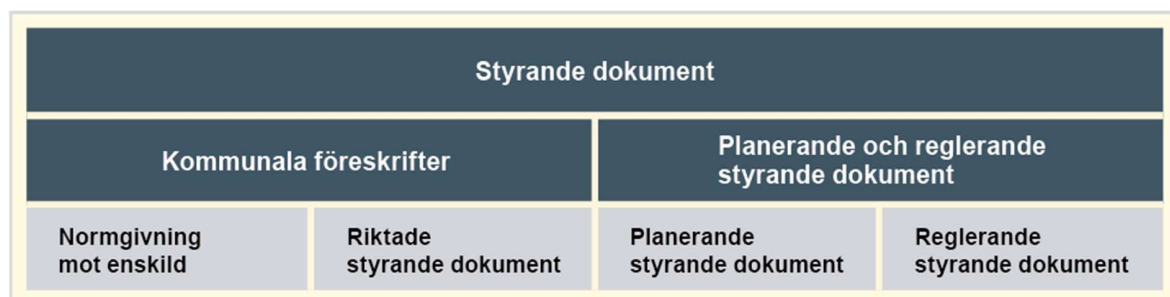 Styrande dokument
Kommunala föreskrifter
Planerande och reglerande
styrande dokument
Normgivning
mot enskild
Riktade
styrande dokument
Planerande
styrande dokument
Reglerande
styrande dokument